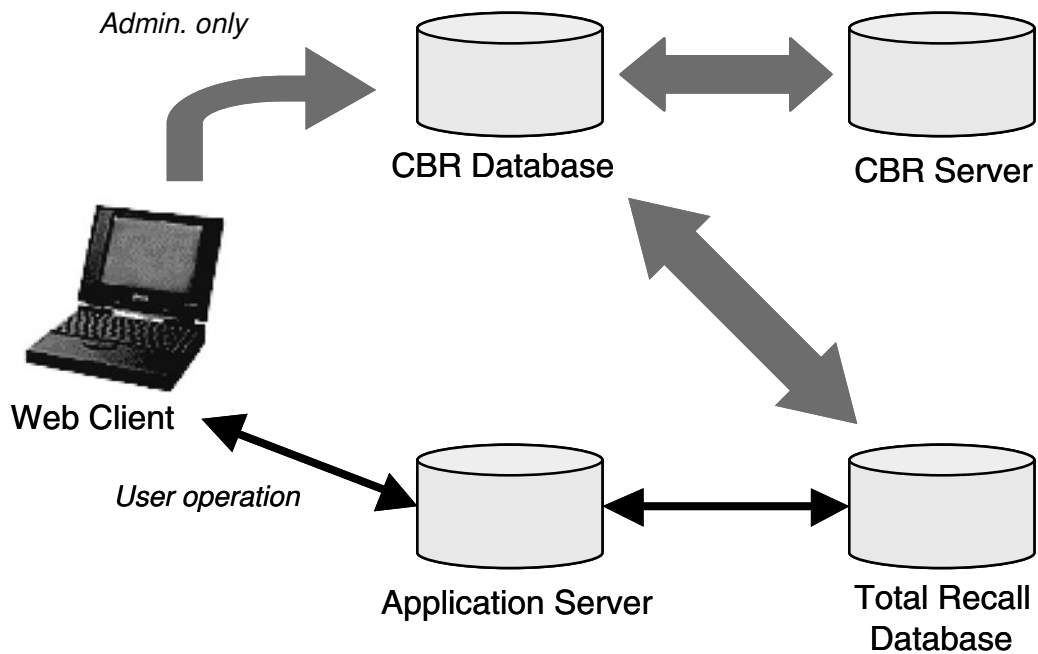 Admin. only
CBR Database
CBR Server
Web Client
User operation
Application Server
Total Recall
Database